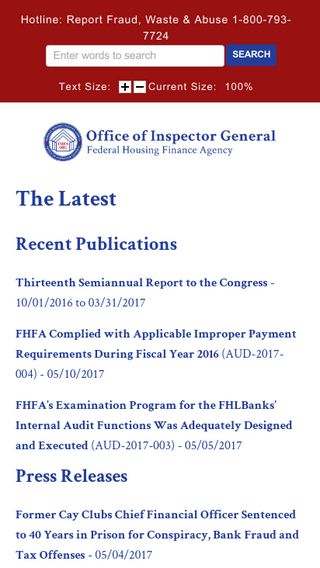 Hotline: Report Fraud, Waste & Abuse 1-800-793-
7724
Enter words to search
SEARCH
Text Size: + − Current Size: 100%
FHFA
OIG
Office of Inspector General
Federal Housing Finance Agency
The Latest
Recent Publications
Thirteenth Semiannual Report to the Congress -
10/01/2016 to 03/31/2017
FHFA Complied with Applicable Improper Payment
Requirements During Fiscal Year 2016 (AUD-2017-
004) - 05/10/2017
FHFA's Examination Program for the FHLBanks'
Internal Audit Functions Was Adequately Designed
and Executed (AUD-2017-003) - 05/05/2017
Press Releases
Former Cay Clubs Chief Financial Officer Sentenced
to 40 Years in Prison for Conspiracy, Bank Fraud and
Tax Offenses - 05/04/2017